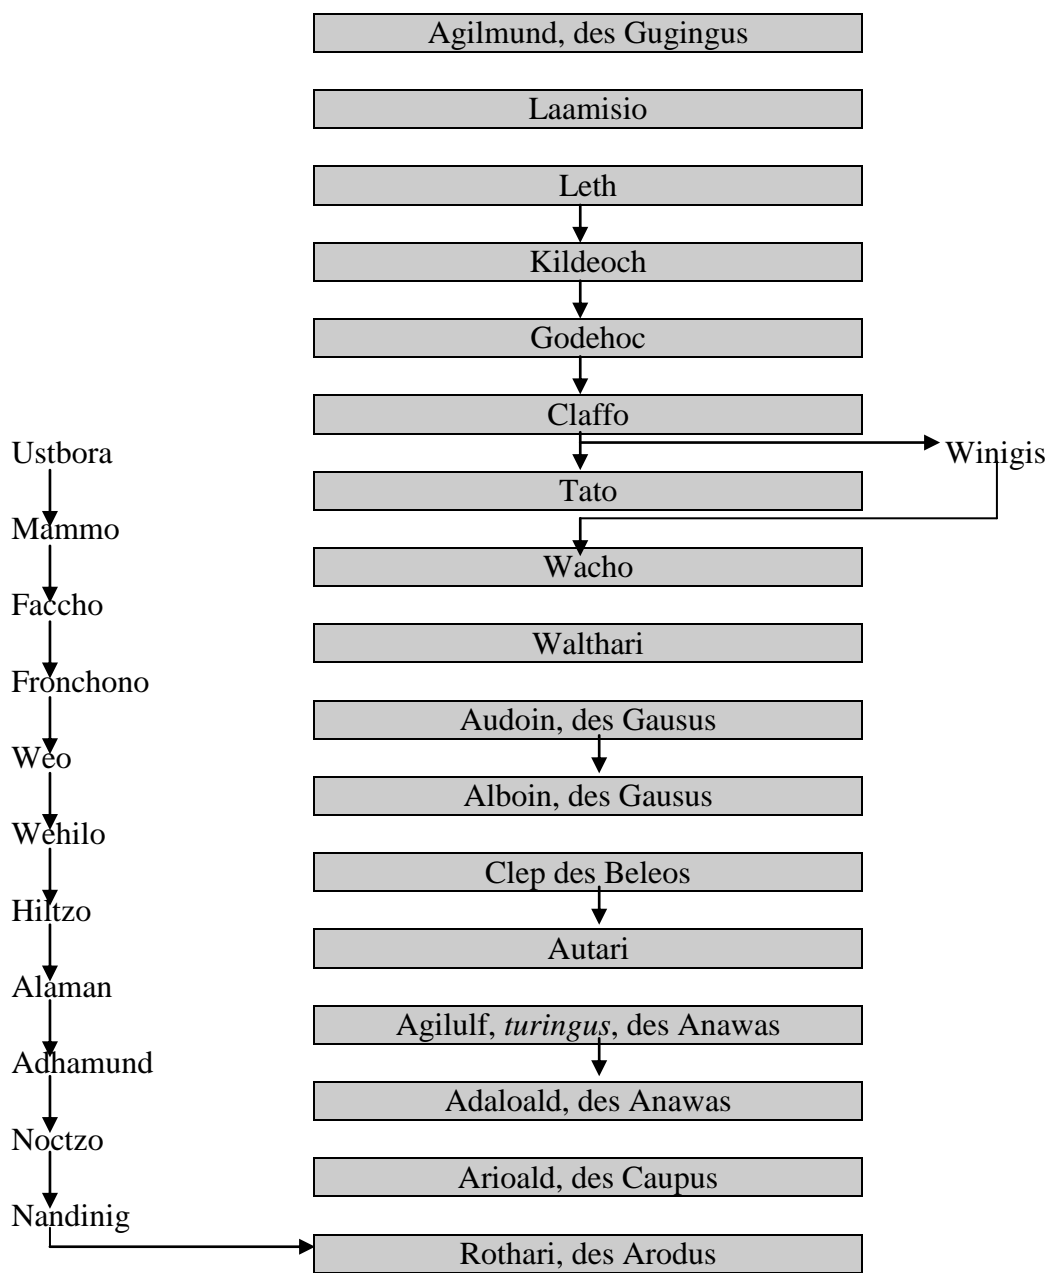 Agilmund, des Gugingus
Laamisio
Leth
Kildeoch
Godehoc
Claffo
Ustbora
Winigis
Tato
Mammo
Wacho
Faccho
Walthari
Fronchono
Audoin, des Gausus
Weo
Alboin, des Gausus
Wehilo
Clep des Beleos
Hiltzo
Autari
Alaman
Agilulf, turingus, des Anawas
Adhamund
Adaloald, des Anawas
Noctzo
Arioald, des Caupus
Nandinig
Rothari, des Arodus